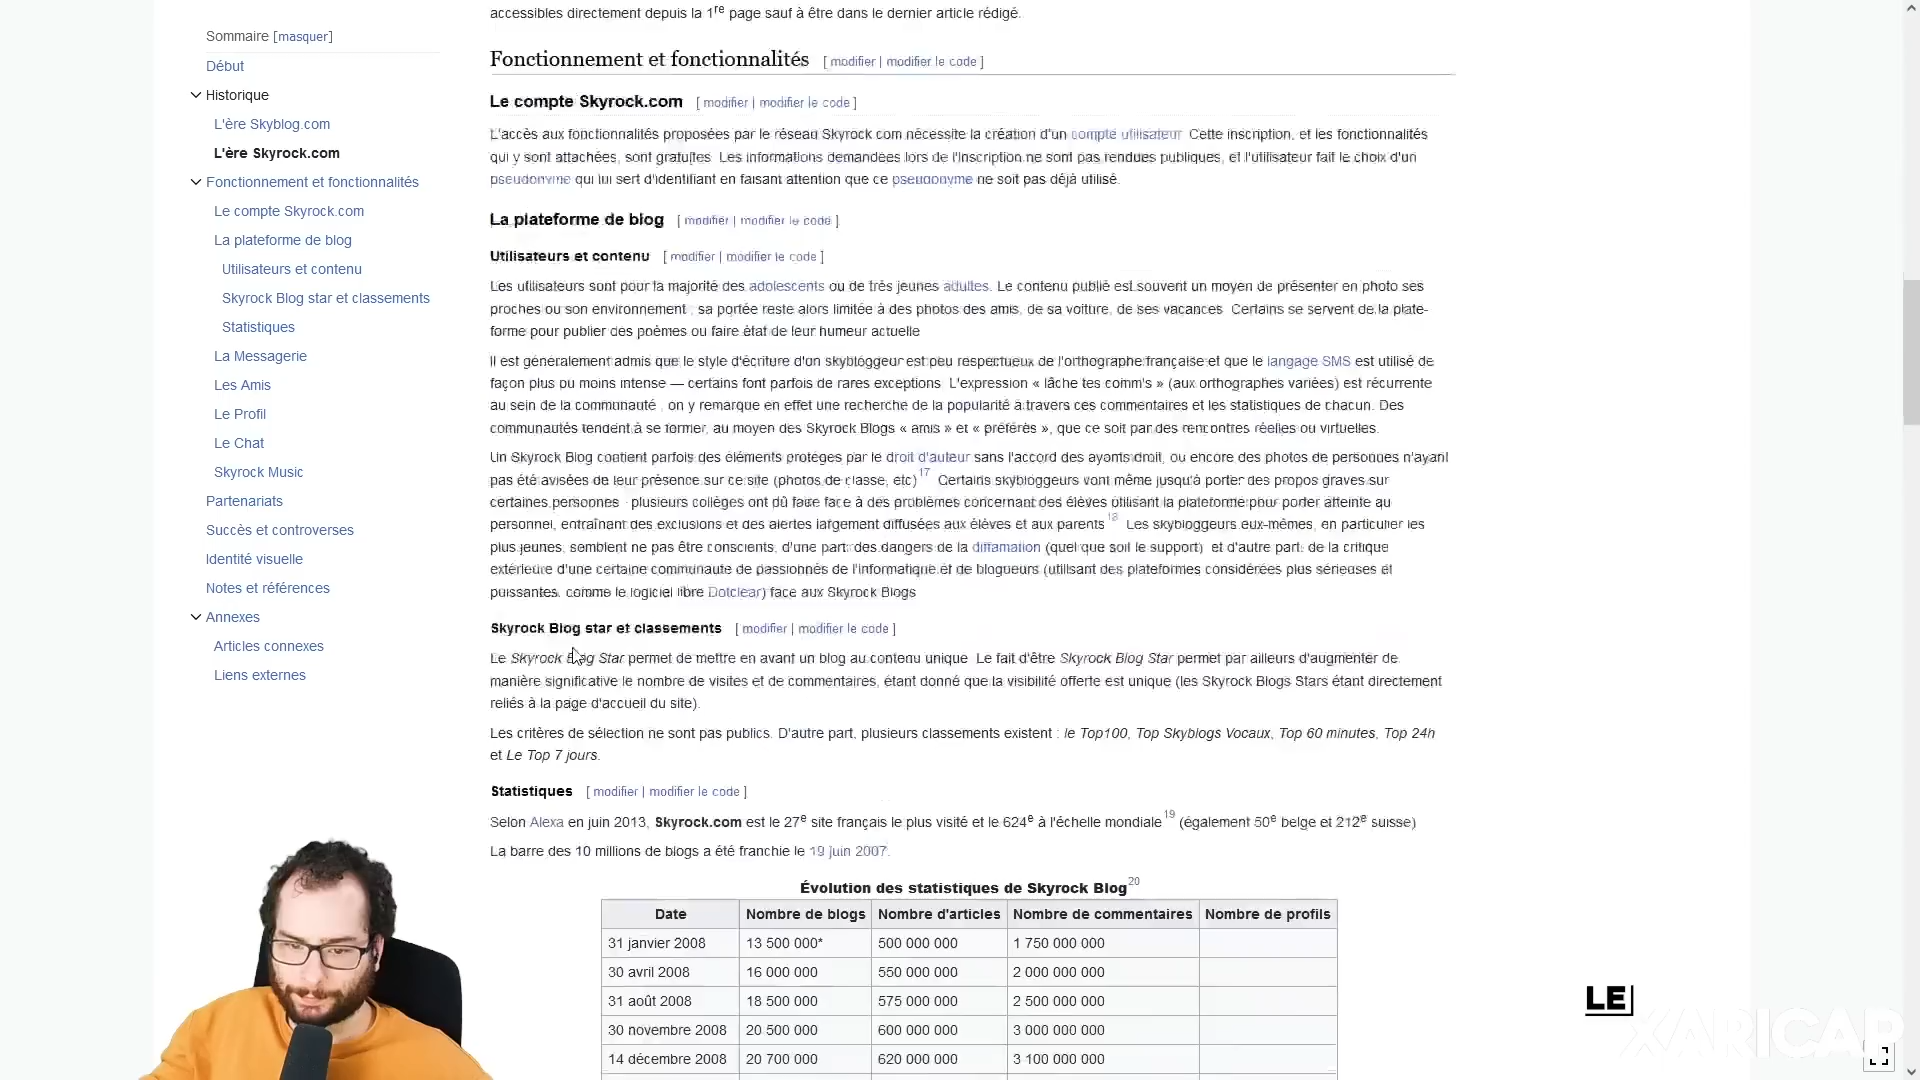 accessibles directement depuis la 1re page sauf à être dans le dernier article rédigé.
Sommaire [masquer]
Début
Historique
L'ère Skyblog.com
L'ère Skyrock.com
Fonctionnement et fonctionnalités
Le compte Skyrock.com
La plateforme de blog
Utilisateurs et contenu
Skyrock Blog star et classements
Statistiques
La Messagerie
Les Amis
Le Profil
Le Chat
Skyrock Music
Partenariats
Succès et controverses
Identité visuelle
Notes et références
Annexes
Articles connexes
Liens externes
Fonctionnement et fonctionnalités [ modifier | modifier le code ]
Le compte Skyrock.com [ modifier | modifier le code ]
L'accès aux fonctionnalités proposées par le réseau Skyrock.com nécessite la création d'un compte utilisateur. Cette inscription, et les fonctionnalités
qui y sont attachées, sont gratuites. Les informations demandées lors de l'inscription ne sont pas rendues publiques, et l'utilisateur fait le choix d'un
pseudonyme qui lui sert d'identifiant en faisant attention que ce pseudonyme ne soit pas déjà utilisé.
La plateforme de blog [ modifier | modifier le code ]
Utilisateurs et contenu [ modifier | modifier le code ]
Les utilisateurs sont pour la majorité des adolescents ou de très jeunes adultes. Le contenu publié est souvent un moyen de présenter en photo ses
proches ou son environnement ; sa portée reste alors limitée à des photos des amis, de sa voiture, de ses vacances. Certains se servent de la plate-
forme pour publier des poèmes ou faire état de leur humeur actuelle.
Il est généralement admis que le style d'écriture d'un skybloggeur est peu respectueux de l'orthographe française et que le langage SMS est utilisé de
façon plus ou moins intense — certains font parfois de rares exceptions. L'expression « lâche tes comm's » (aux orthographes variées) est récurrente
au sein de la communauté ; on y remarque en effet une recherche de la popularité à travers ces commentaires et les statistiques de chacun. Des
communautés tendent à se former, au moyen des Skyrock Blogs « amis » et « préférés », que ce soit par des rencontres réelles ou virtuelles.
Un Skyrock Blog contient parfois des éléments protégés par le droit d'auteur sans l'accord des ayants droit, ou encore des photos de personnes n'ayant
pas été avisées de leur présence sur ce site (photos de classe, etc)17. Certains skybloggeurs vont même jusqu'à porter des propos graves sur
certaines personnes : plusieurs collèges ont dû faire face à des problèmes concernant des élèves utilisant la plateforme pour porter atteinte au
personnel, entraînant des exclusions et des alertes largement diffusées aux élèves et aux parents18. Les skybloggeurs eux-mêmes, en particulier les
plus jeunes, semblent ne pas être conscients, d'une part, des dangers de la diffamation (quel que soit le support), et d'autre part, de la critique
extérieure d'une certaine communauté de passionnés de l'informatique et de blogueurs (utilisant des plateformes considérées plus sérieuses et
puissantes, comme le logiciel libre Dotclear) face aux Skyrock Blogs.
Skyrock Blog star et classements [ modifier | modifier le code ]
Le Skyrock Blog Star permet de mettre en avant un blog au contenu unique. Le fait d'être Skyrock Blog Star permet par ailleurs d'augmenter de
manière significative le nombre de visites et de commentaires, étant donné que la visibilité offerte est unique (les Skyrock Blogs Stars étant directement
reliés à la page d'accueil du site).
Les critères de sélection ne sont pas publics. D'autre part, plusieurs classements existent : le Top100, Top Skyblogs Vocaux, Top 60 minutes, Top 24h
et Le Top 7 jours.
Statistiques [ modifier | modifier le code ]
Selon Alexa en juin 2013, Skyrock.com est le 27e site français le plus visité et le 624e à l'échelle mondiale19 (également 50e belge et 212e suisse)
La barre des 10 millions de blogs a été franchie le 19 juin 2007.
Évolution des statistiques de Skyrock Blog20
Date Nombre de blogs Nombre d'articles Nombre de commentaires Nombre de profils
31 janvier 2008 13 500 000* 500 000 000 1 750 000 000
30 avril 2008 16 000 000 550 000 000 2 000 000 000
31 août 2008 18 500 000 575 000 000 2 500 000 000
30 novembre 2008 20 500 000 600 000 000 3 000 000 000
14 décembre 2008 20 700 000 620 000 000 3 100 000 000
LE
XARICAP